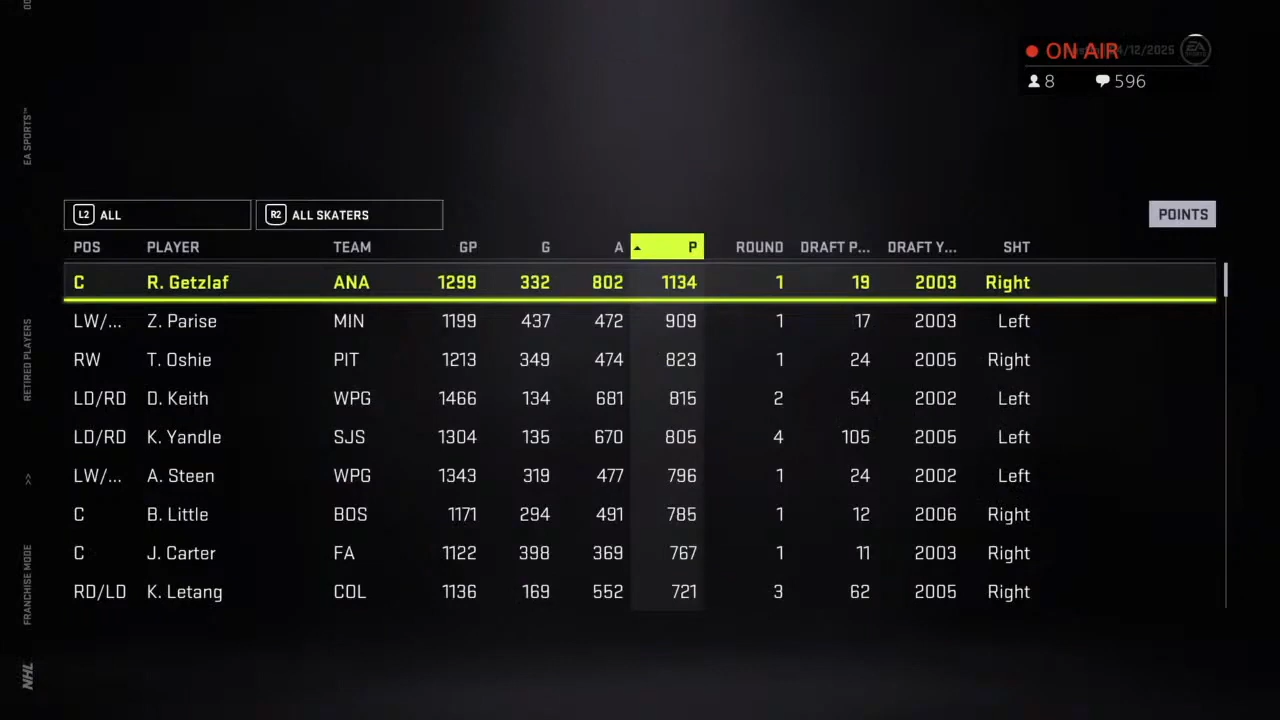 ON AIR /12/2025
8 596
L2 ALL R2 ALL SKATERS POINTS
POS PLAYER TEAM GP G A P ROUND DRAFT P... DRAFT Y... SHT
C R. Getzlaf ANA 1299 332 802 1134 1 19 2003 Right
LW/... Z. Parise MIN 1199 437 472 909 1 17 2003 Left
RW T. Oshie PIT 1213 349 474 823 1 24 2005 Right
LD/RD D. Keith WPG 1466 134 681 815 2 54 2002 Left
LD/RD K. Yandle SJS 1304 135 670 805 4 105 2005 Left
LW/... A. Steen WPG 1343 319 477 796 1 24 2002 Left
C B. Little BOS 1171 294 491 785 1 12 2006 Right
C J. Carter FA 1122 398 369 767 1 11 2003 Right
RD/LD K. Letang COL 1136 169 552 721 3 62 2005 Right
NHL FRANCHISE MODE >> RETIRED PLAYERS EA SPORTS™